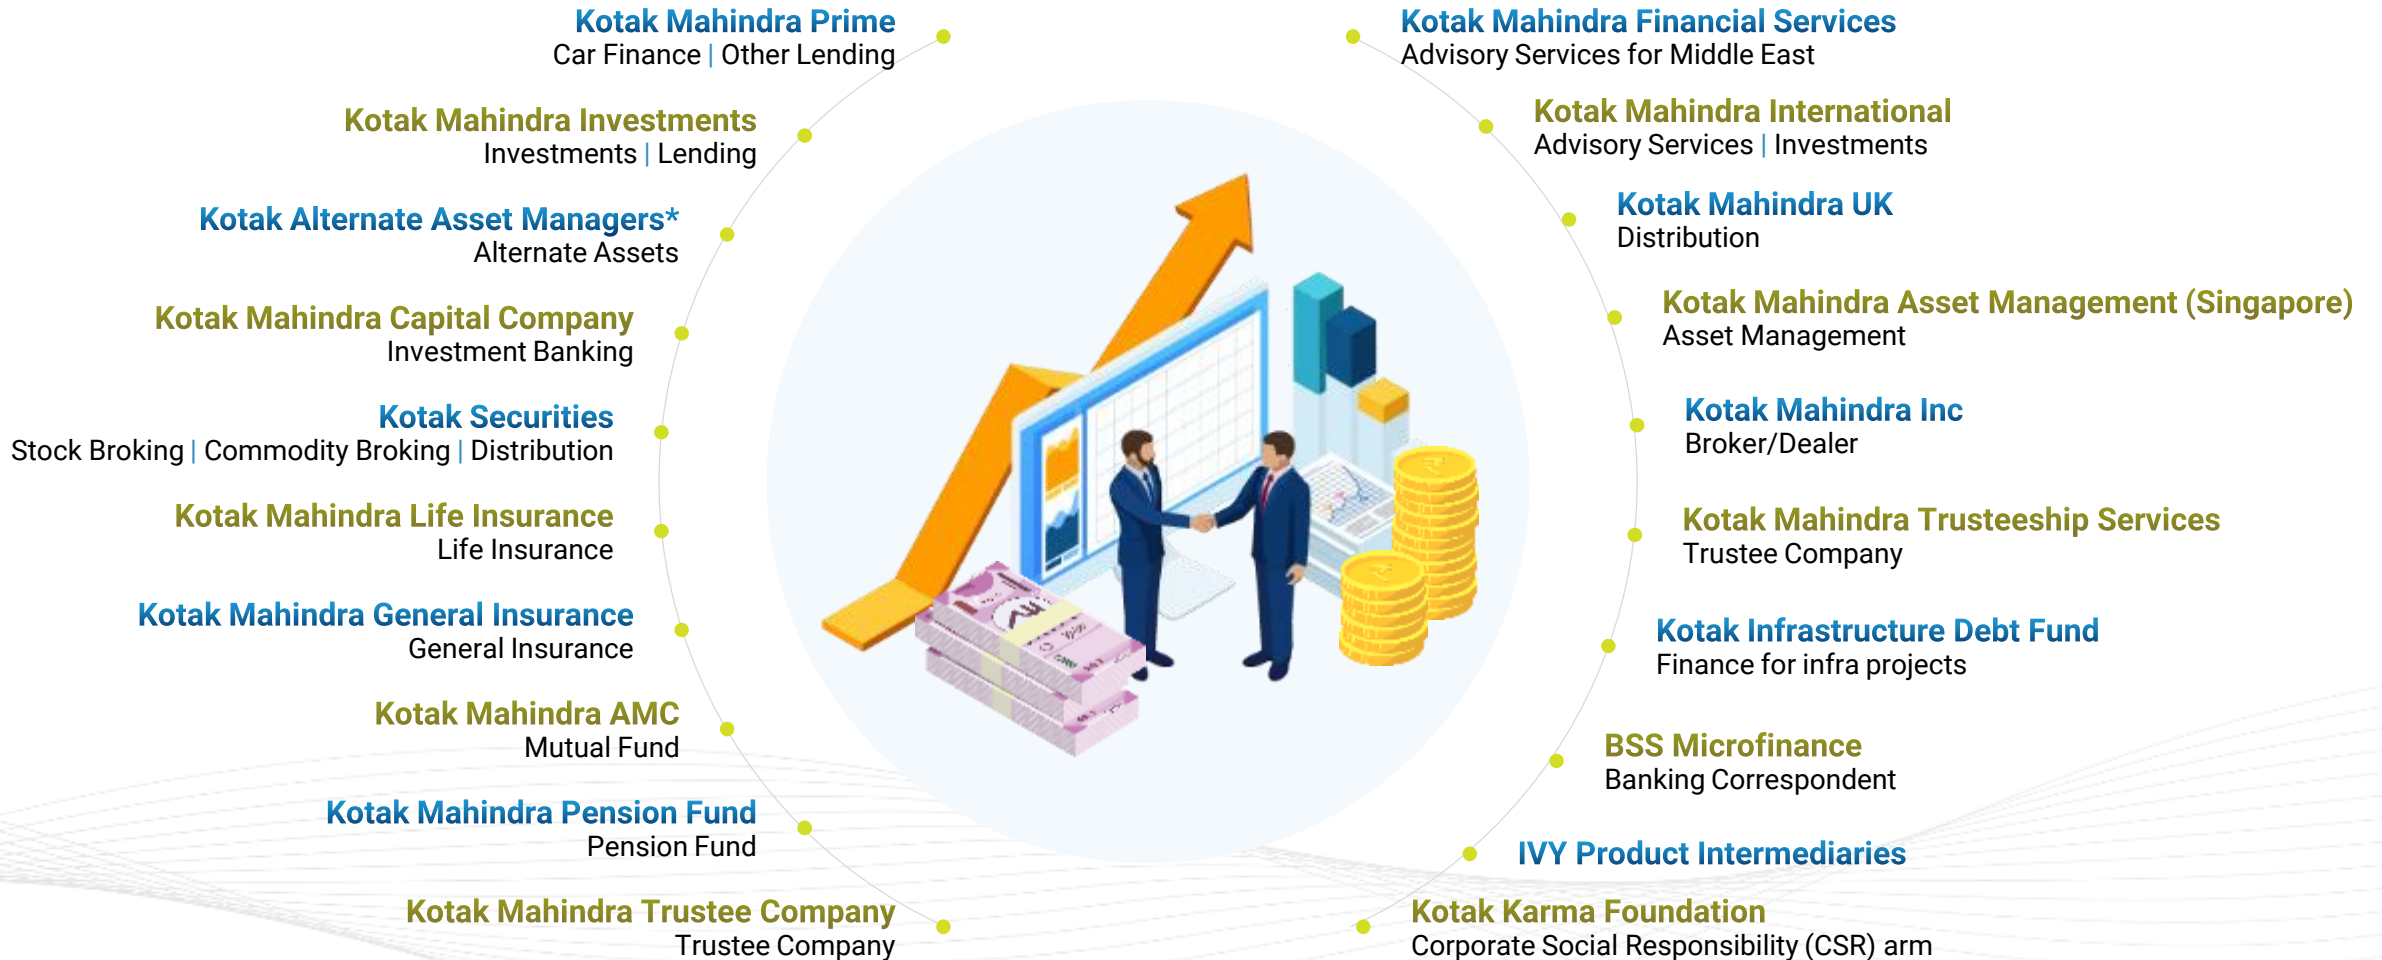 Kotak Mahindra Prime
Car Finance | Other Lending
Kotak Mahindra Investments
Investments | Lending
Kotak Alternate Asset Managers*
Alternate Assets
Kotak Mahindra Capital Company
Investment Banking
Kotak Securities
Stock Broking | Commodity Broking | Distribution
Kotak Mahindra Life Insurance
Life Insurance
Kotak Mahindra General Insurance
General Insurance
Kotak Mahindra AMC
Mutual Fund
Kotak Mahindra Pension Fund
Pension Fund
Kotak Mahindra Trustee Company
Trustee Company
Kotak Mahindra Financial Services
Advisory Services for Middle East
Kotak Mahindra International
Advisory Services | Investments
Kotak Mahindra UK
Distribution
Kotak Mahindra Asset Management (Singapore)
Asset Management
Kotak Mahindra Inc
Broker/Dealer
Kotak Mahindra Trusteeship Services
Trustee Company
Kotak Infrastructure Debt Fund
Finance for infra projects
BSS Microfinance
Banking Correspondent
IVY Product Intermediaries
Kotak Karma Foundation
Corporate Social Responsibility (CSR) arm